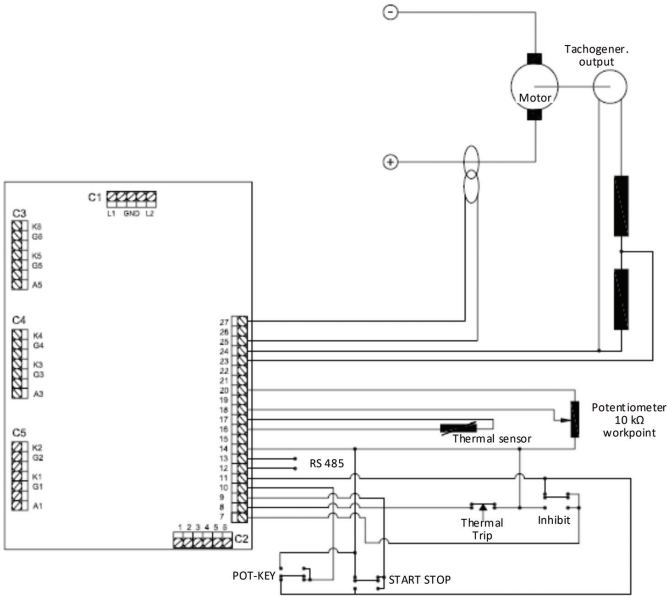 Tachogener.
output
Motor
C1
L1 GND L2
C3
K6
G6
K5
G5
A5
C4
K4
G4
K3
G3
A3
C5
K2
G2
K1
G1
A1
27
26
25
24
23
22
21
20
19
18
17
16
15
14
13
12
11
10
9
8
7
1 2 3 4 5 6
C2
Potentiometer
10 kΩ
workpoint
Thermal sensor
RS 485
Thermal
Trip
Inhibit
POT-KEY
START STOP